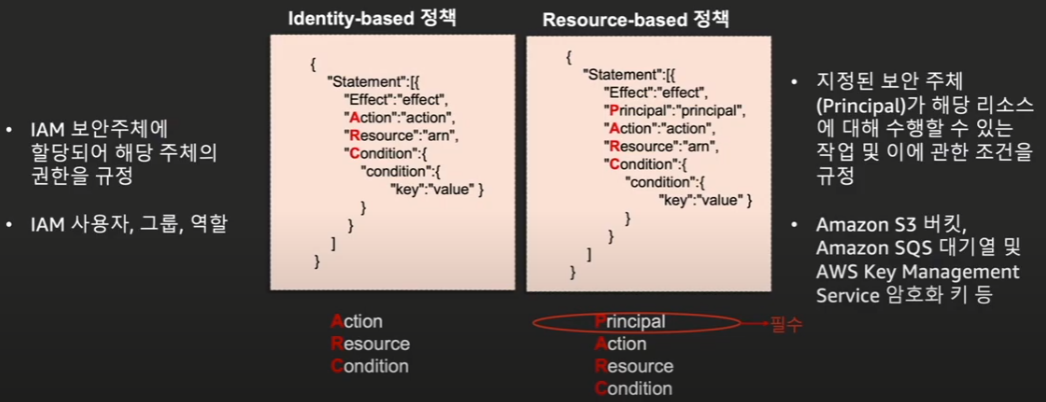 Identity-based 정책
{
"Statement":[{
"Effect":"effect",
"Action":"action",
"Resource":"arn",
"Condition":{
"condition":{
"key":"value" }
}
}
]
}
Action
Resource
Condition
• IAM 보안주체에
할당되어 해당 주체의
권한을 규정
• IAM 사용자, 그룹, 역할
Resource-based 정책
{
"Statement":[{
"Effect":"effect",
"Principal":"principal",
"Action":"action",
"Resource":"arn",
"Condition":{
"condition":{
"key":"value" }
}
}
]
}
Principal 필수
Action
Resource
Condition
• 지정된 보안 주체
(Principal)가 해당 리소스
에 대해 수행할 수 있는
작업 및 이에 관한 조건을
규정
• Amazon S3 버킷,
Amazon SQS 대기열 및
AWS Key Management
Service 암호화 키 등